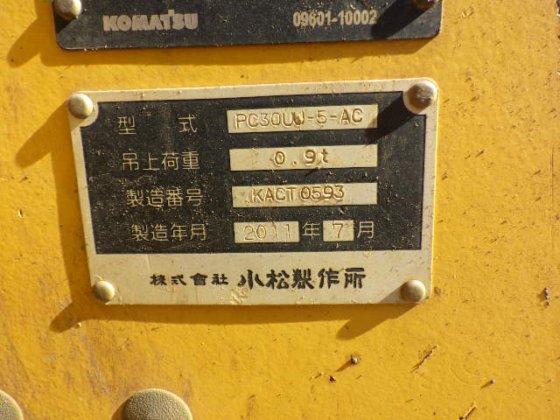 KOMATSU 09601-10002
型 式 PC30UU-5-AC
吊上荷重 0.9t
製造番号 KACT0593
製造年月 2011年7月
株式會社 小松製作所